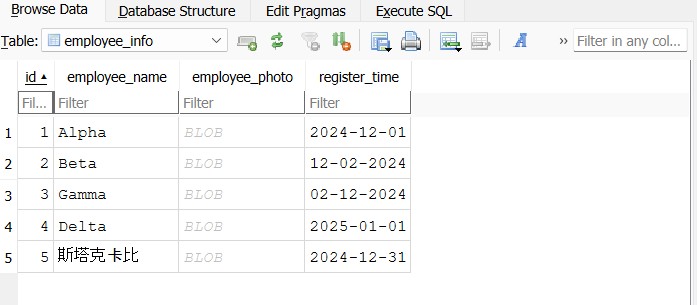 Browse Data Database Structure Edit Pragmas Execute SQL
Table: employee_info » Filter in any col...
id employee_name employee_photo register_time
Fil... Filter Filter Filter
1 1 Alpha BLOB 2024-12-01
2 2 Beta BLOB 12-02-2024
3 3 Gamma BLOB 02-12-2024
4 4 Delta BLOB 2025-01-01
5 5 斯塔克卡比 BLOB 2024-12-31